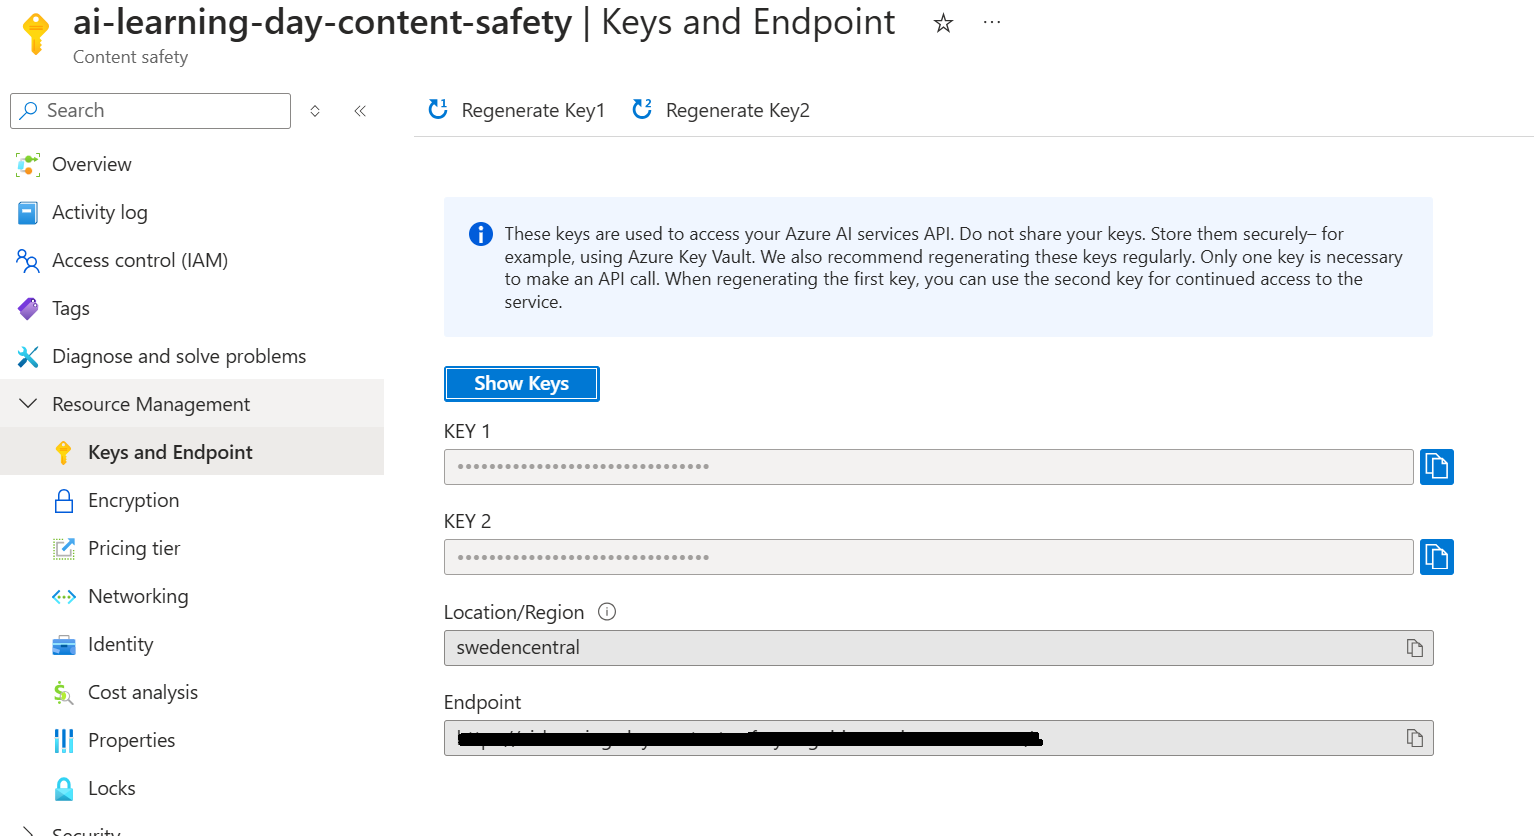 ai-learning-day-content-safety | Keys and Endpoint
Content safety
Search
Regenerate Key1
Regenerate Key2
Overview
Activity log
Access control (IAM)
Tags
Diagnose and solve problems
Resource Management
Keys and Endpoint
Encryption
Pricing tier
Networking
Identity
Cost analysis
Properties
Locks
Security
These keys are used to access your Azure AI services API. Do not share your keys. Store them securely– for
example, using Azure Key Vault. We also recommend regenerating these keys regularly. Only one key is necessary
to make an API call. When regenerating the first key, you can use the second key for continued access to the
service.
Show Keys
KEY 1
KEY 2
Location/Region
swedencentral
Endpoint